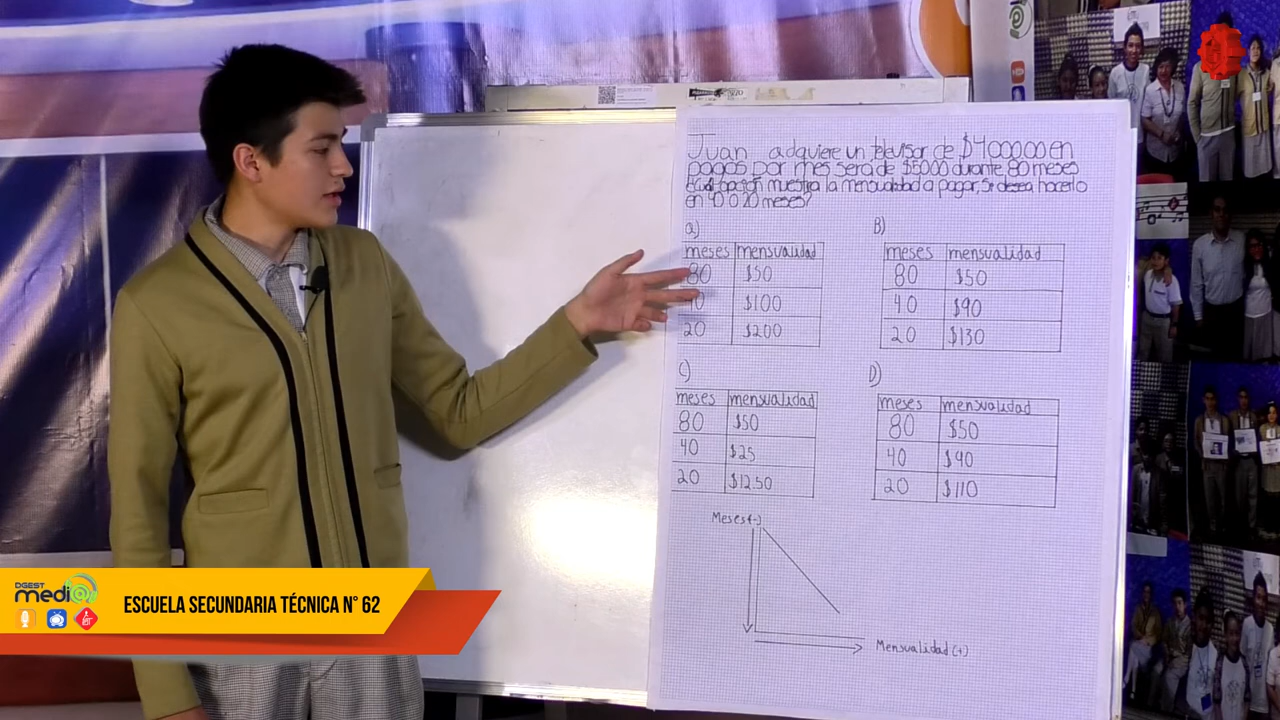 Juan adquiere un televisor de $4000.00 en
pagos por mes será de $50.00 durante, 80 meses
¿Cuál opción muestra la mensualidad a pagar, Si desea hacerlo
en 40 o 20 meses?
a)
meses mensualidad
80 $50
40 $100
20 $200
B)
meses mensualidad
80 $50
40 $90
20 $130
C)
meses mensualidad
80 $50
40 $25
20 $12.50
D)
meses mensualidad
80 $50
40 $90
20 $110
Meses(-)
Mensualidad(+)
DGEST
medi@
ESCUELA SECUNDARIA TÉCNICA N° 62